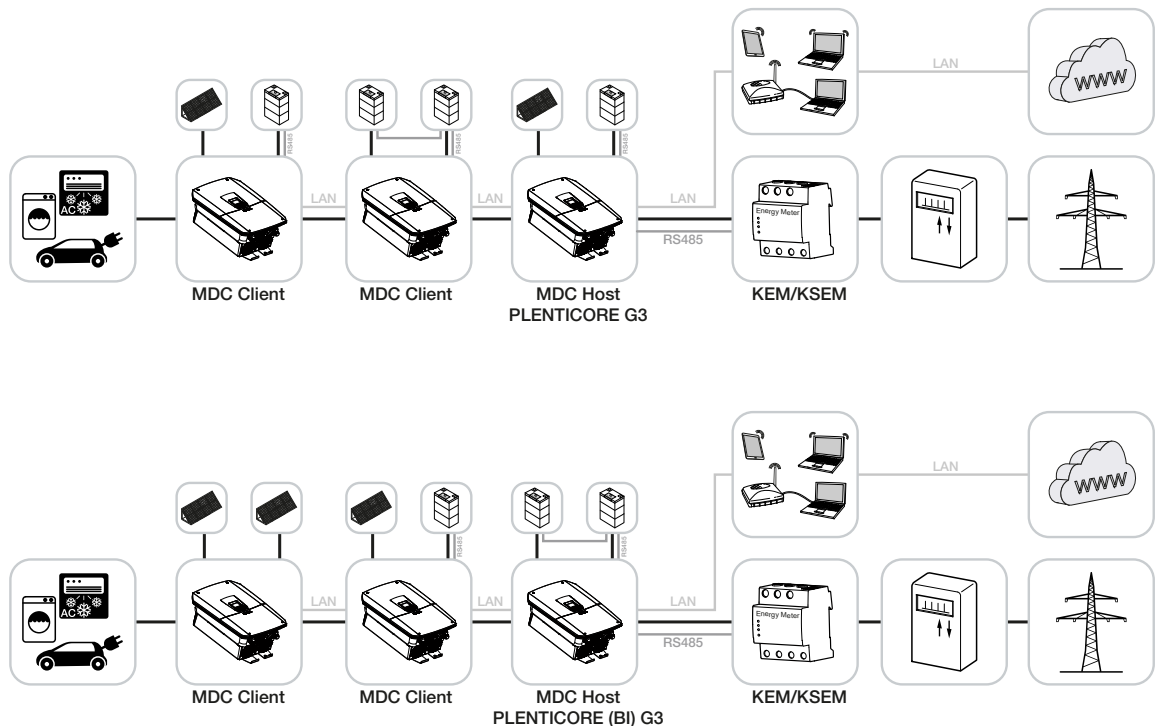 LAN
WWW
RS485
RS485
RS485
AC
LAN
LAN
LAN
Energy Meter
RS485
MDC Client
MDC Client
MDC Host
PLENTICORE G3
KEM/KSEM
LAN
WWW
RS485
RS485
AC
LAN
LAN
LAN
Energy Meter
RS485
MDC Client
MDC Client
MDC Host
PLENTICORE (BI) G3
KEM/KSEM